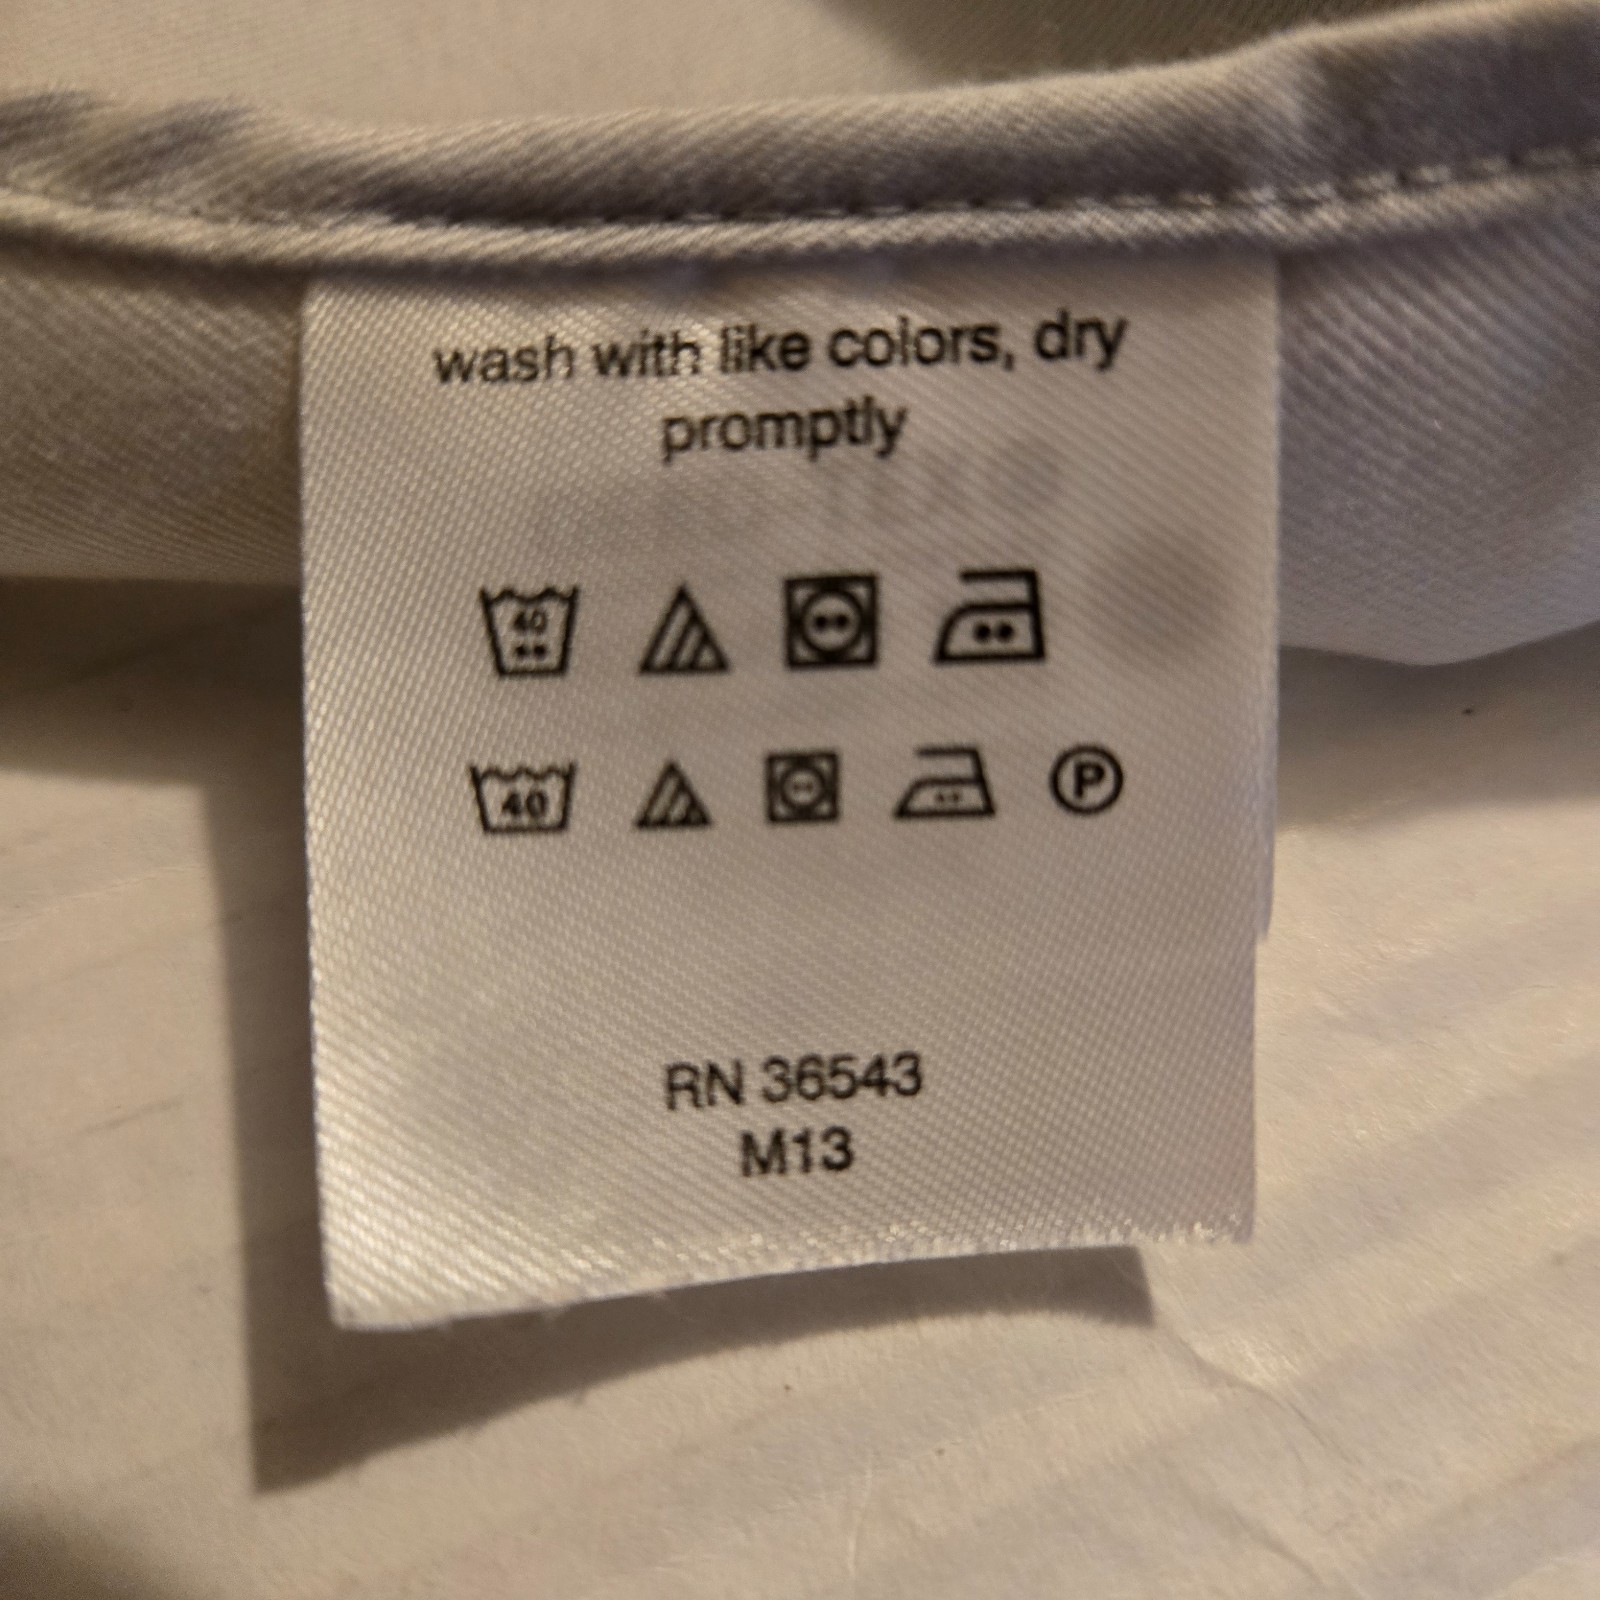 wash with like colors, dry
promptly
40
40 P
RN 36543
M13